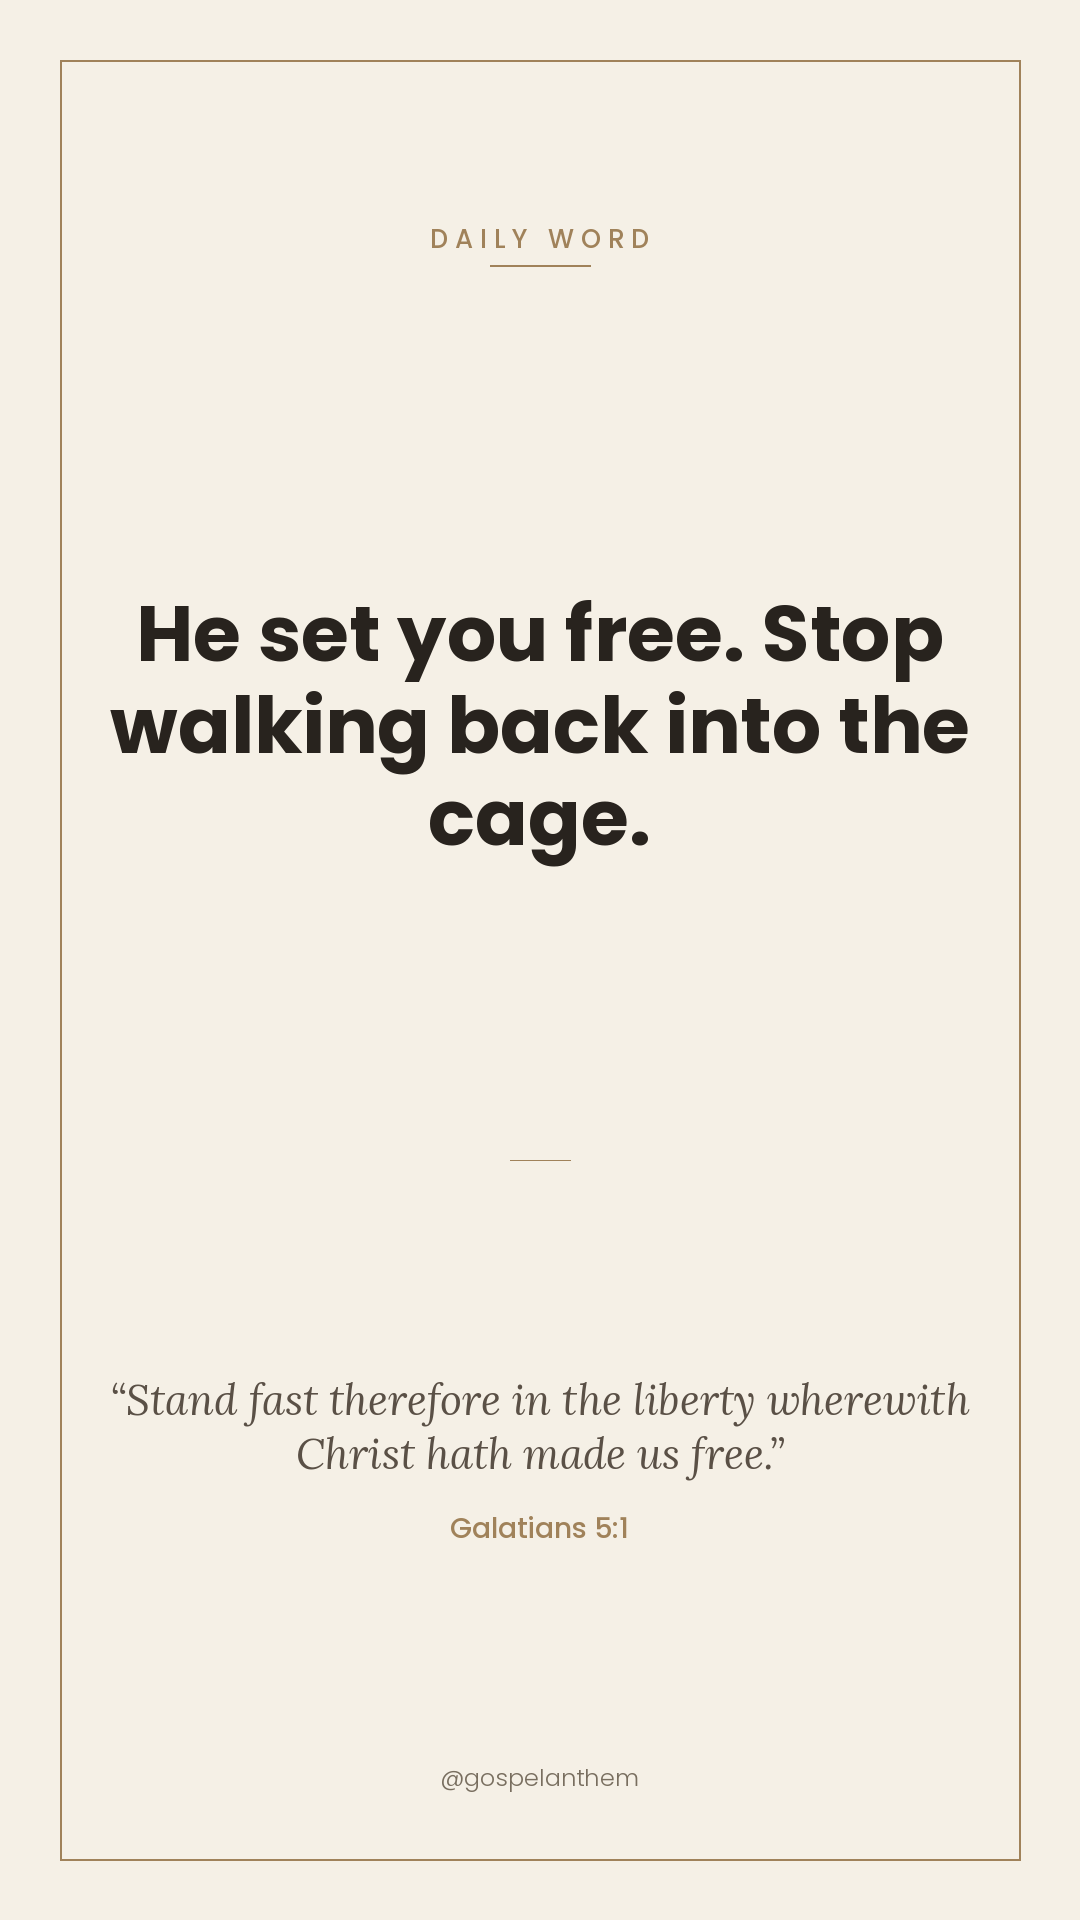 DAILY WORD
He set you free. Stop
walking back into the
cage.
“Stand fast therefore in the liberty wherewith
Christ hath made us free.”
Galatians 5:1
@gospelanthem